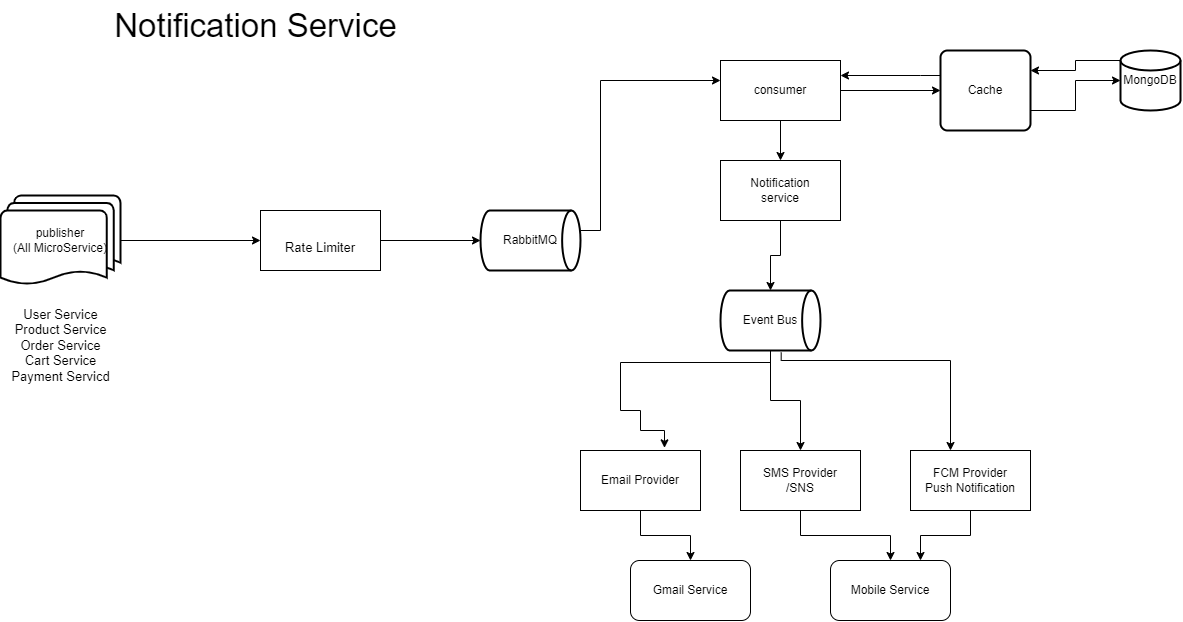 Notification Service
consumer
Cache
MongoDB
Notification
service
publisher
(All MicroService)
Rate Limiter
RabbitMQ
User Service
Product Service
Order Service
Cart Service
Payment Servicd
Event Bus
Email Provider
SMS Provider
/SNS
FCM Provider
Push Notification
Gmail Service
Mobile Service